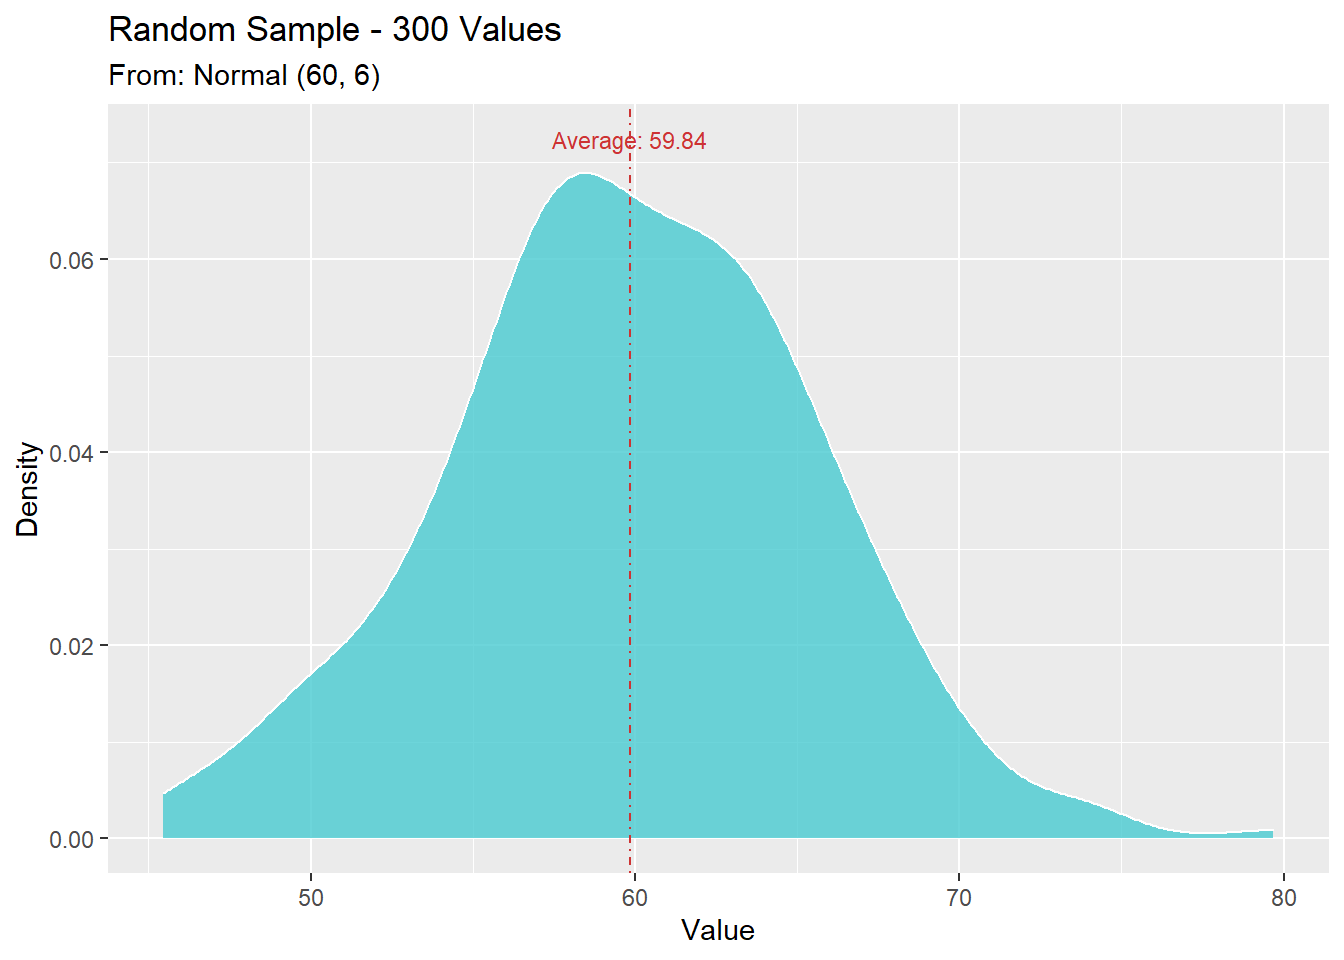 Random Sample - 300 Values
From: Normal (60, 6)
Average: 59.84
0.06
0.04
0.02
0.00
Density
50 60 70 80
Value